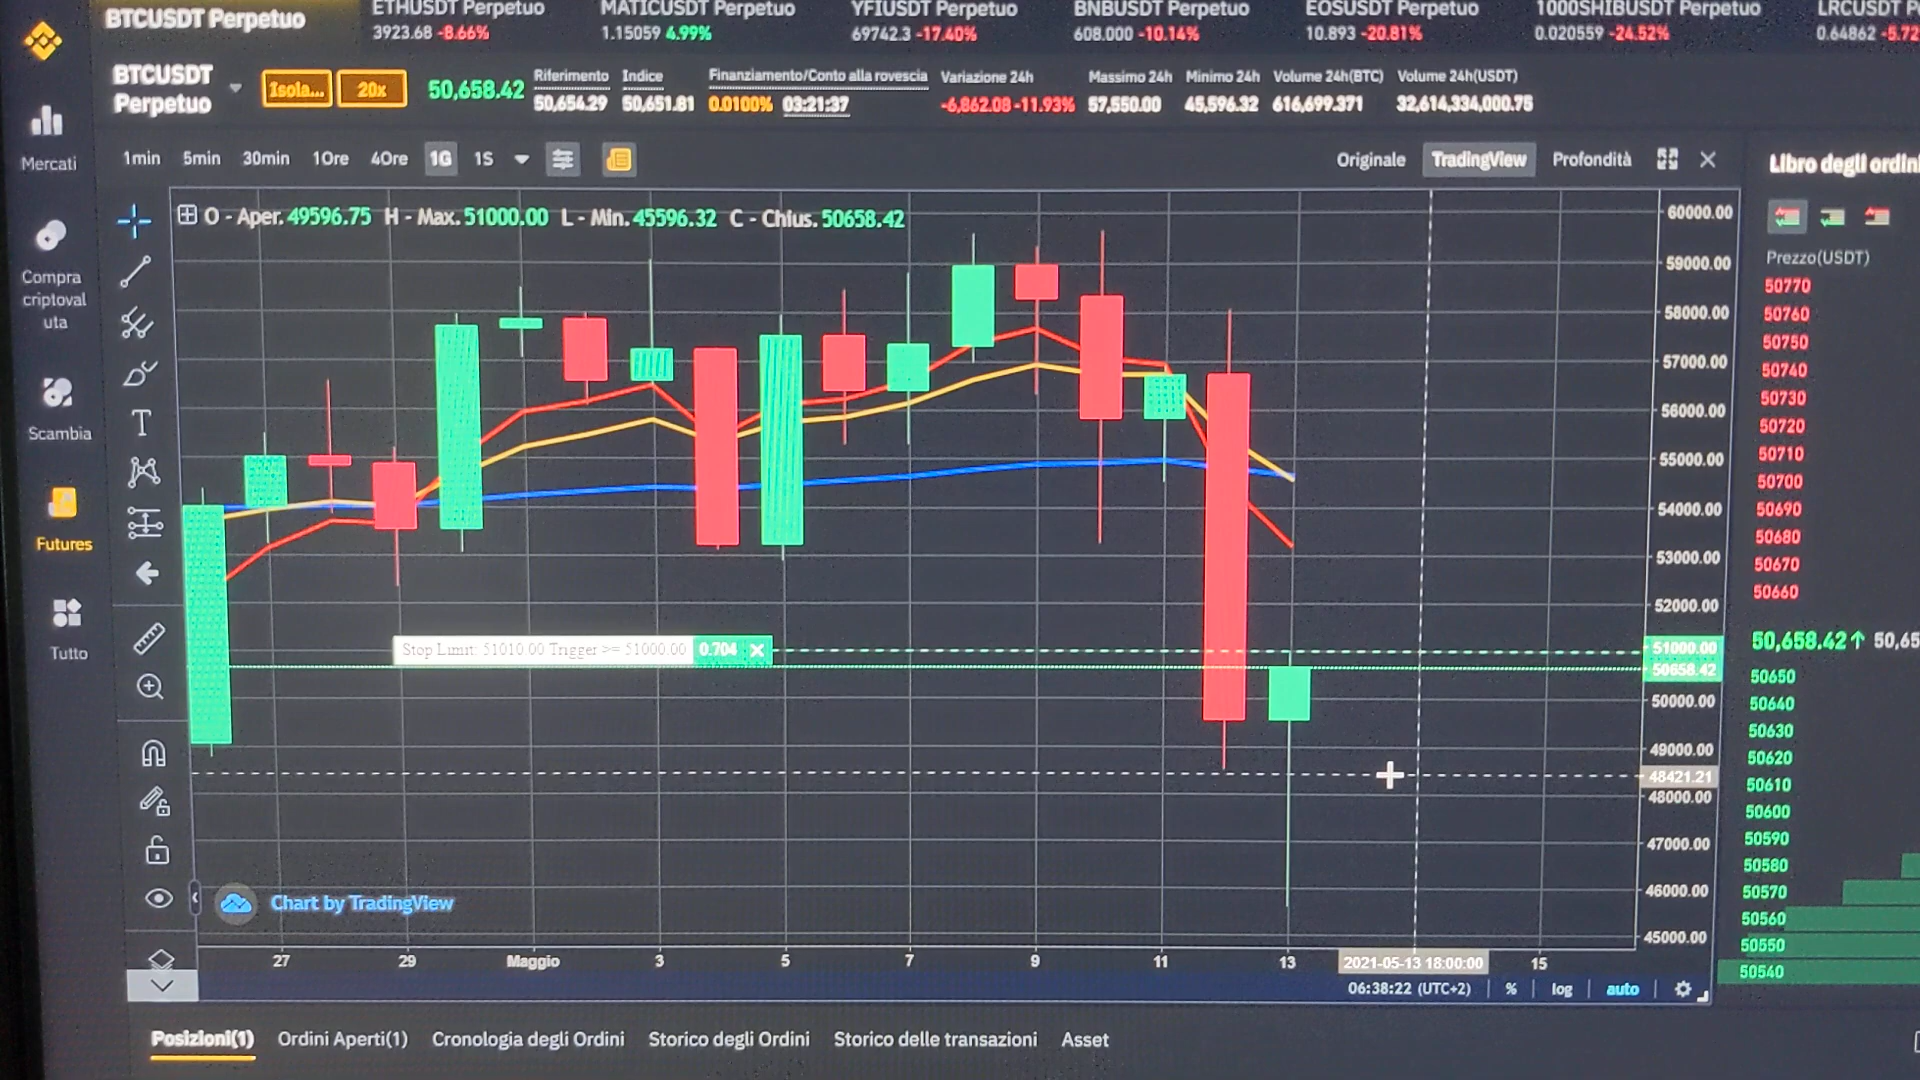 BTCUSDT Perpetuo
ETHUSDT Perpetuo
3923.68 -8.66%
MATICUSDT Perpetuo
1.15059 4.99%
YFIUSDT Perpetuo
69742.3 -17.40%
BNBUSDT Perpetuo
608.000 -10.14%
EOSUSDT Perpetuo
10.893 -20.81%
1000SHIBUSDT Perpetuo
0.020559 -24.52%
LRCUSDT P
0.64862 -5.72
BTCUSDT
Perpetuo
Isola...
20x
50,658.42
Riferimento
50,654.29
Indice
50,651.81
Finanziamento/Conto alla rovescia
0.0100% 03:21:37
Variazione 24h
-6,862.08 -11.93%
Massimo 24h
57,550.00
Minimo 24h
45,596.32
Volume 24h(BTC)
616,699.371
Volume 24h(USDT)
32,614,334,000.75
Mercati
Compra
criptoval
uta
Scambia
Futures
Tutto
1min 5min 30min 1Ore 4Ore 1G 1S
Originale TradingView Profondità
O - Aper. 49596.75 H - Max. 51000.00 L - Min. 45596.32 C - Chius. 50658.42
Stop Limit: 51010.00 Trigger >= 51000.00 0.704
60000.00
59000.00
58000.00
57000.00
56000.00
55000.00
54000.00
53000.00
52000.00
51000.00
50658.42
50000.00
49000.00
48421.21
48000.00
47000.00
46000.00
45000.00
Chart by TradingView
27 29 Maggio 3 5 7 9 11 13 2021-05-13 18:00:00 15
06:38:22 (UTC+2) % log auto
Libro degli ordini
Prezzo(USDT)
50770
50760
50750
50740
50730
50720
50710
50700
50690
50680
50670
50660
50,658.42↑ 50,65
50650
50640
50630
50620
50610
50600
50590
50580
50570
50560
50550
50540
Posizioni(1) Ordini Aperti(1) Cronologia degli Ordini Storico degli Ordini Storico delle transazioni Asset